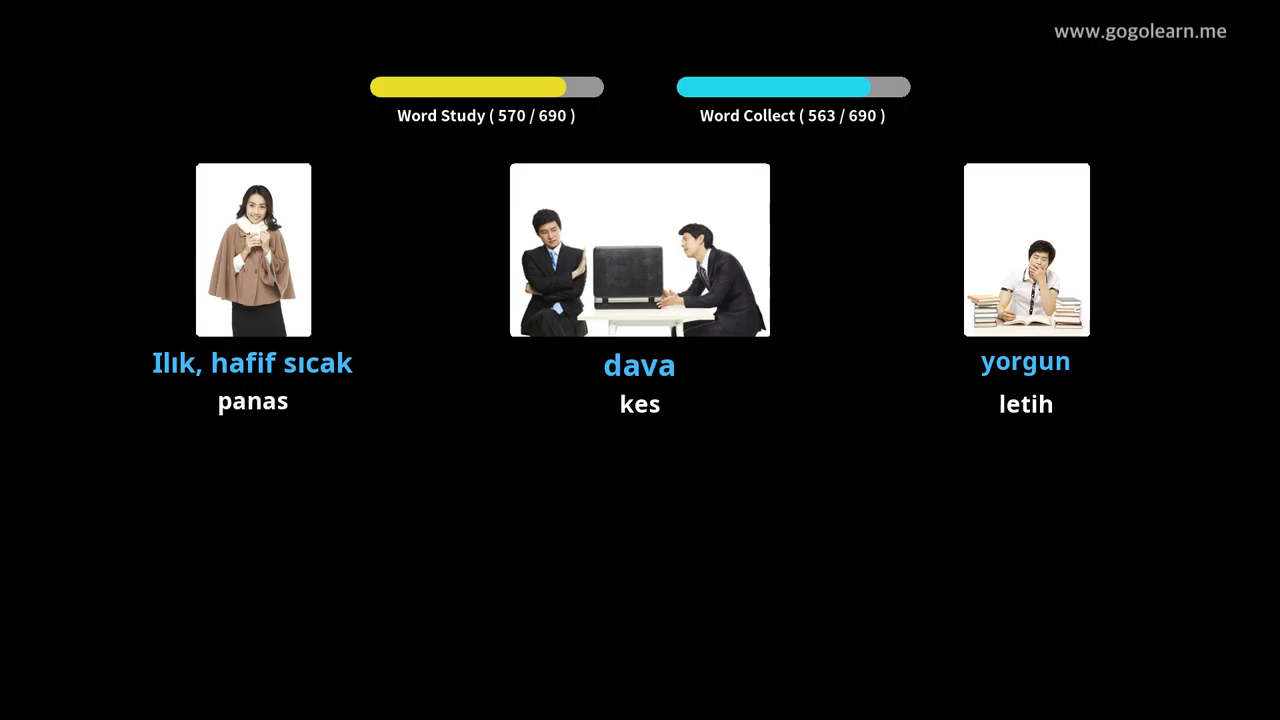 www.gogolearn.me
Word Study ( 570 / 690 )
Word Collect ( 563 / 690 )
Ilık, hafif sıcak
panas
dava
kes
yorgun
letih